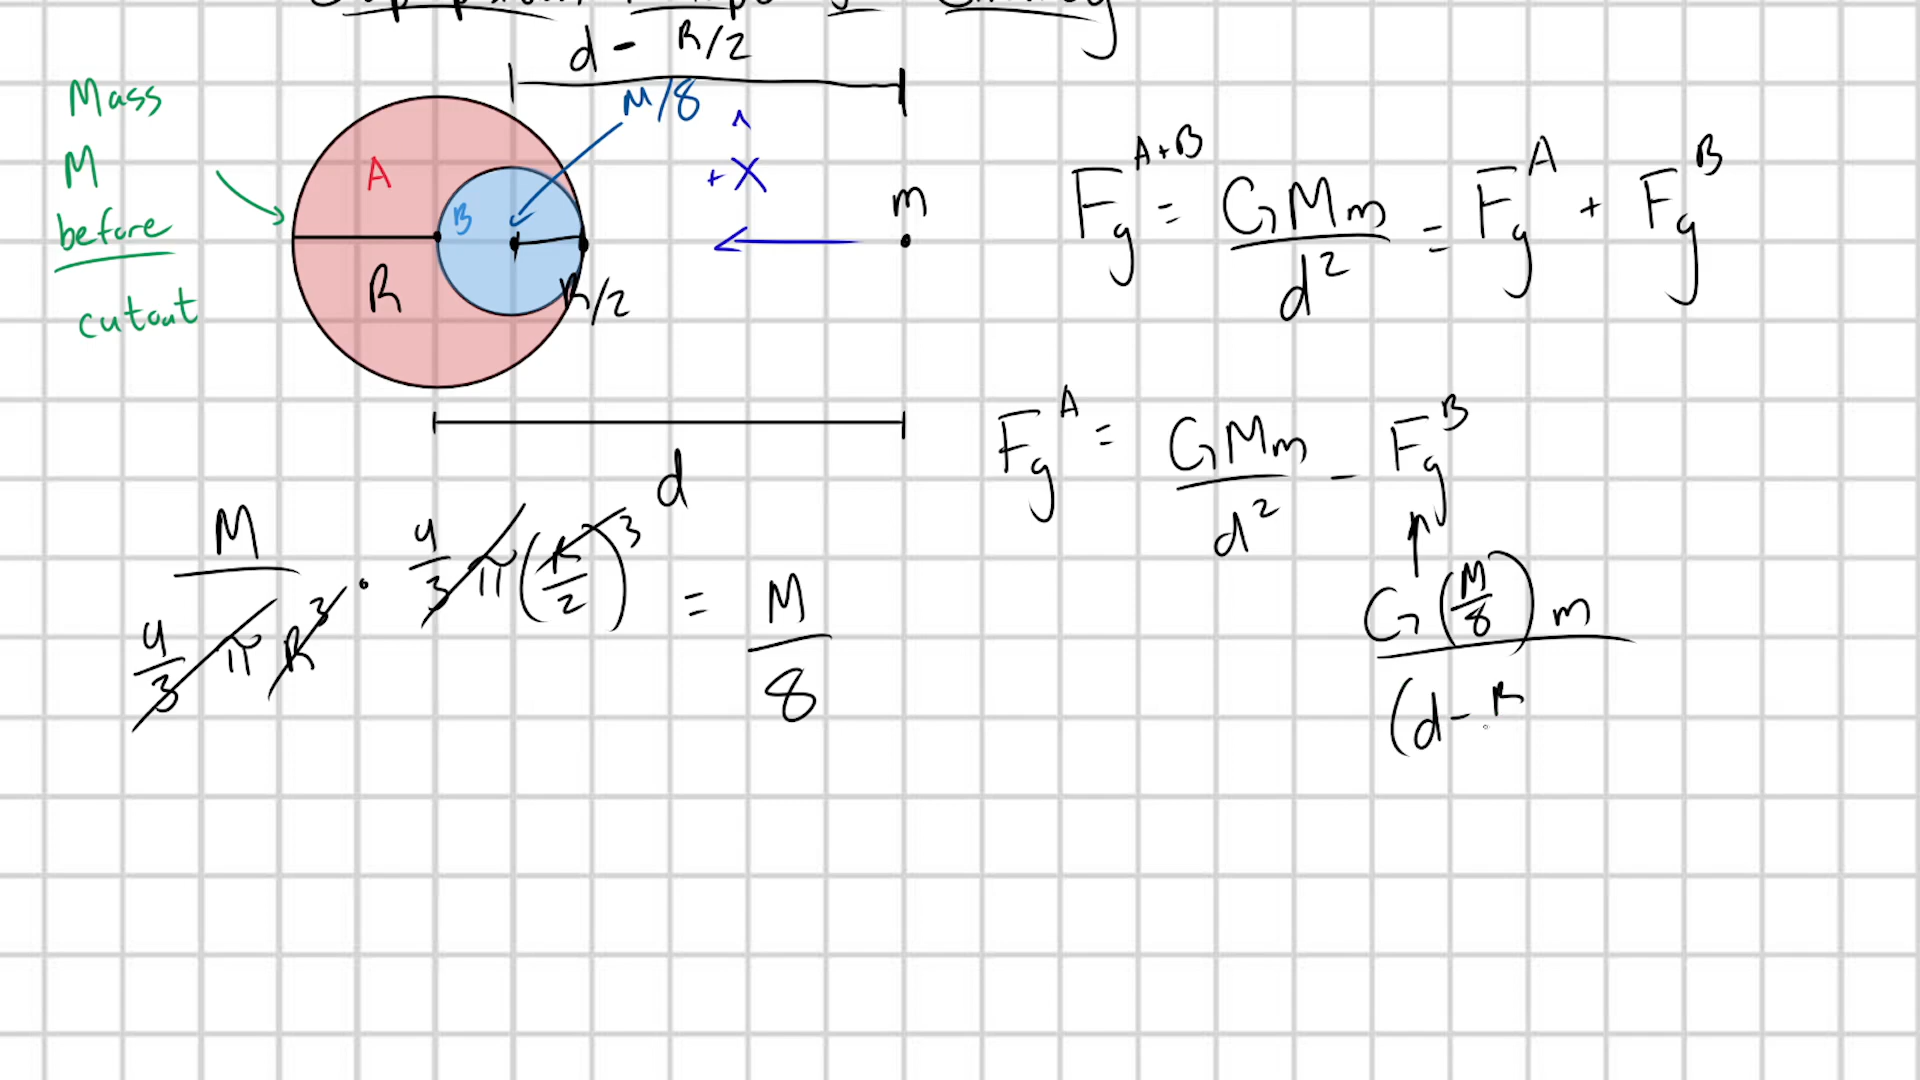 d - R/2
Mass
M
before
cutout
M/8
A
B
^
+X
m
R
R/2
d
F_g^{A+B} = GMm/d^2 = F_g^A + F_g^B
F_g^A = GMm/d^2 - F_g^B
G(M/8)m/(d - R
M/(4/3 π R^3) · 4/3 π (R/2)^3 = M/8